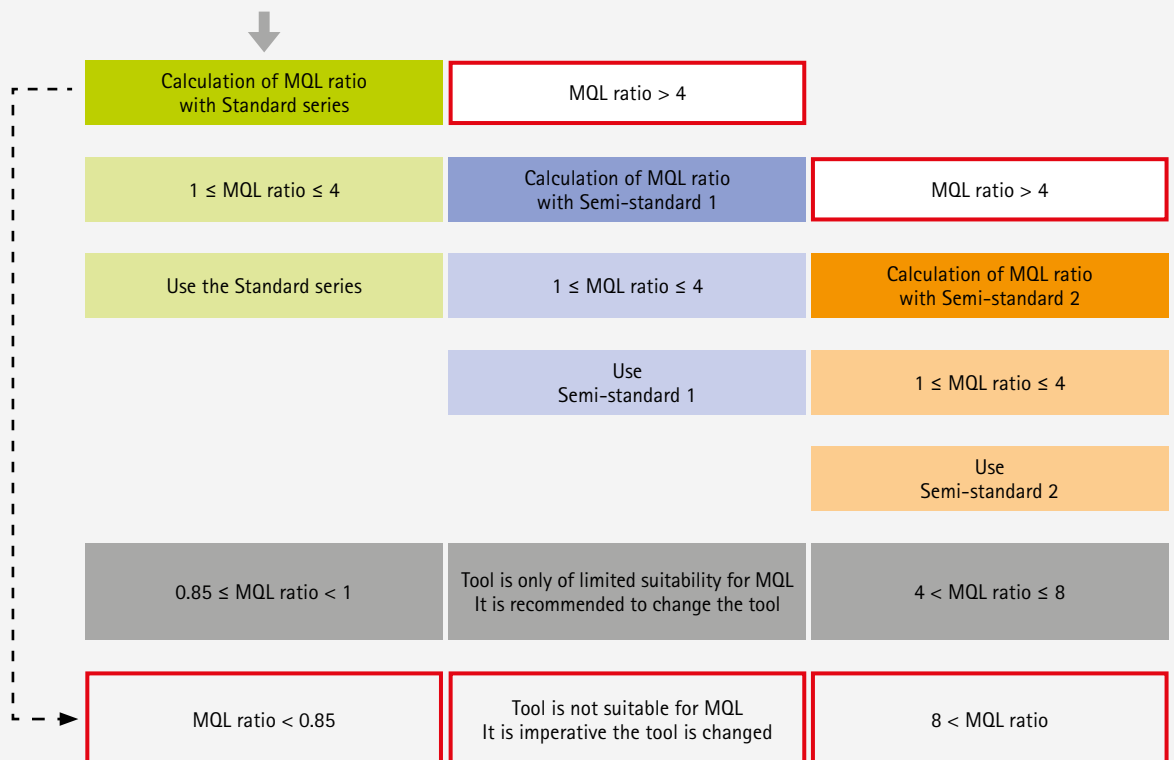 Calculation of MQL ratio
with Standard series
MQL ratio > 4
1 ≤ MQL ratio ≤ 4
Calculation of MQL ratio
with Semi-standard 1
MQL ratio > 4
Use the Standard series
1 ≤ MQL ratio ≤ 4
Calculation of MQL ratio
with Semi-standard 2
Use
Semi-standard 1
1 ≤ MQL ratio ≤ 4
Use
Semi-standard 2
0.85 ≤ MQL ratio < 1
Tool is only of limited suitability for MQL
It is recommended to change the tool
4 < MQL ratio ≤ 8
MQL ratio < 0.85
Tool is not suitable for MQL
It is imperative the tool is changed
8 < MQL ratio